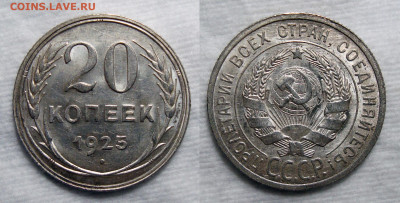 COINS.LAVE.RU
20
КОПЕЕК
1925
ПРОЛЕТАРИИ ВСЕХ СТРАН, СОЕДИНЯЙТЕСЬ!
СССР